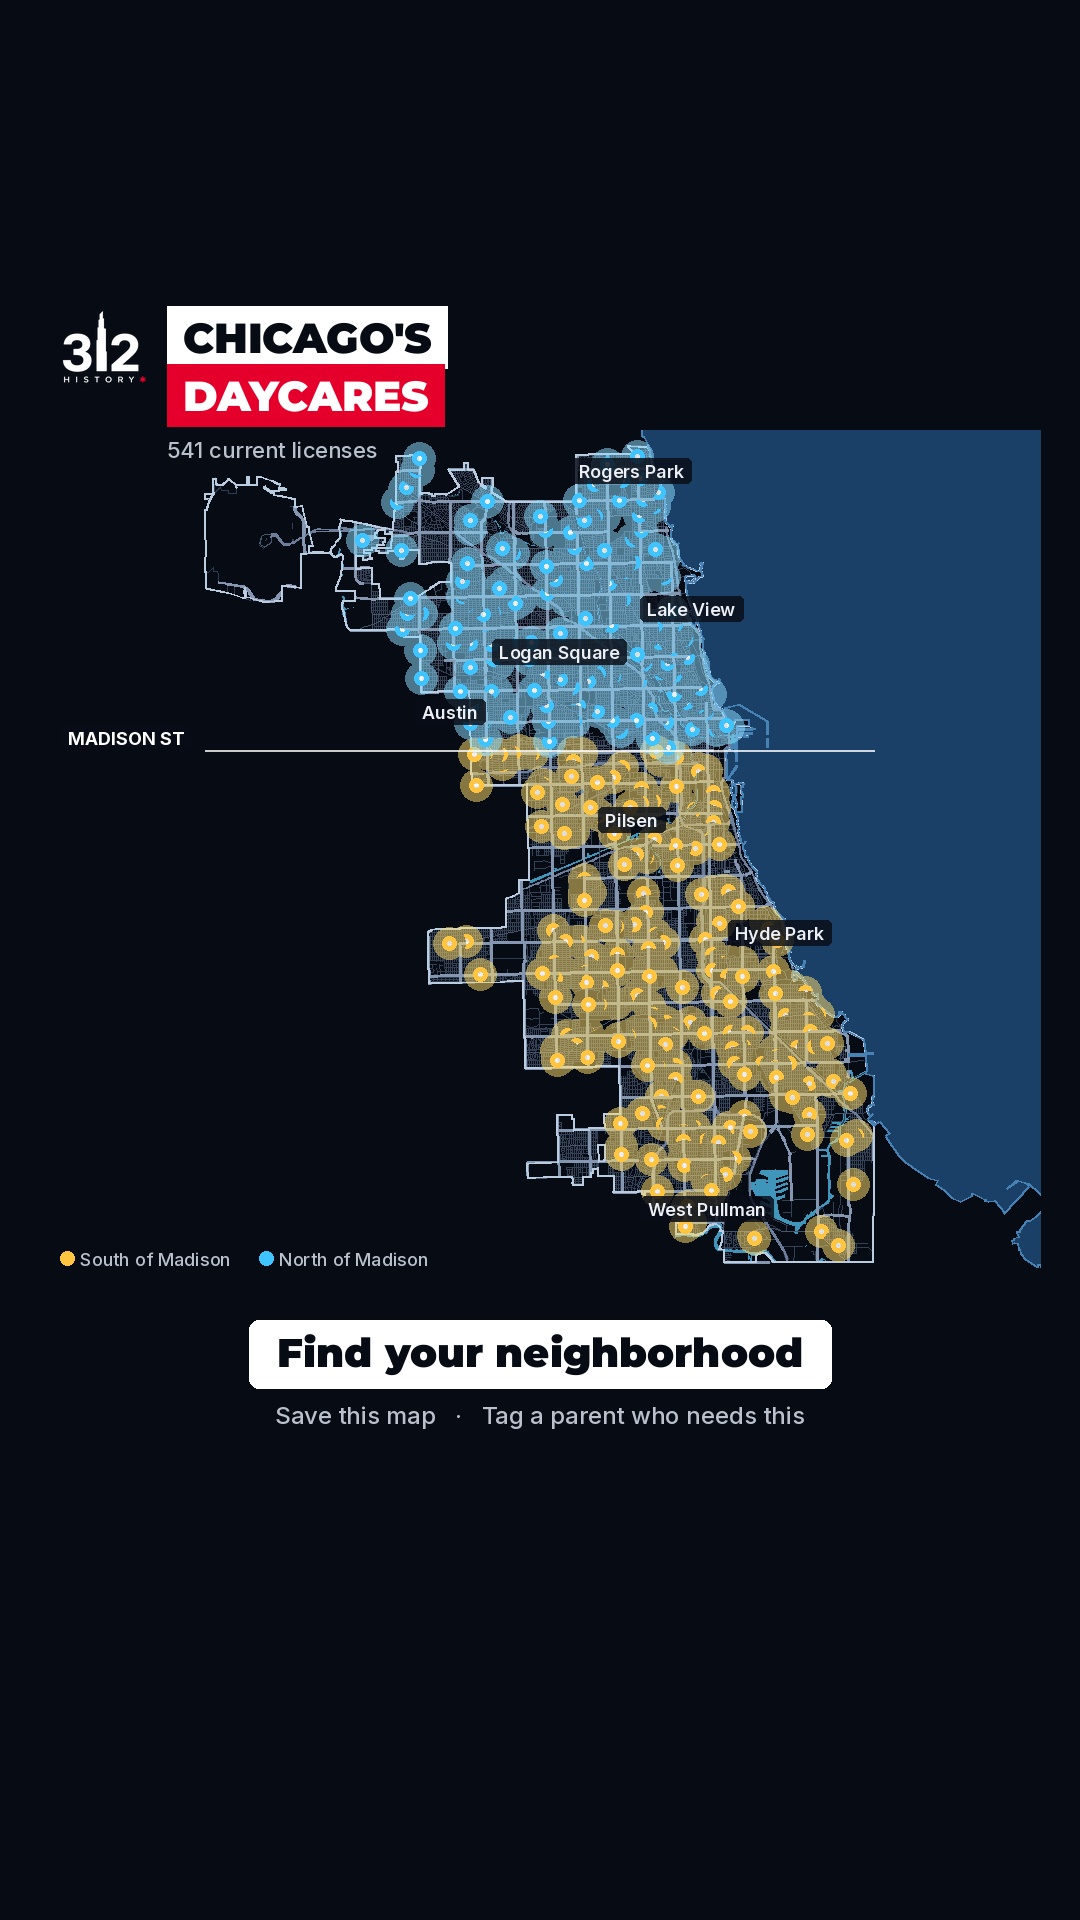 312
HISTORY*
CHICAGO'S
DAYCARES
541 current licenses
Rogers Park
Lake View
Logan Square
Austin
MADISON ST
Pilsen
Hyde Park
West Pullman
South of Madison
North of Madison
Find your neighborhood
Save this map · Tag a parent who needs this